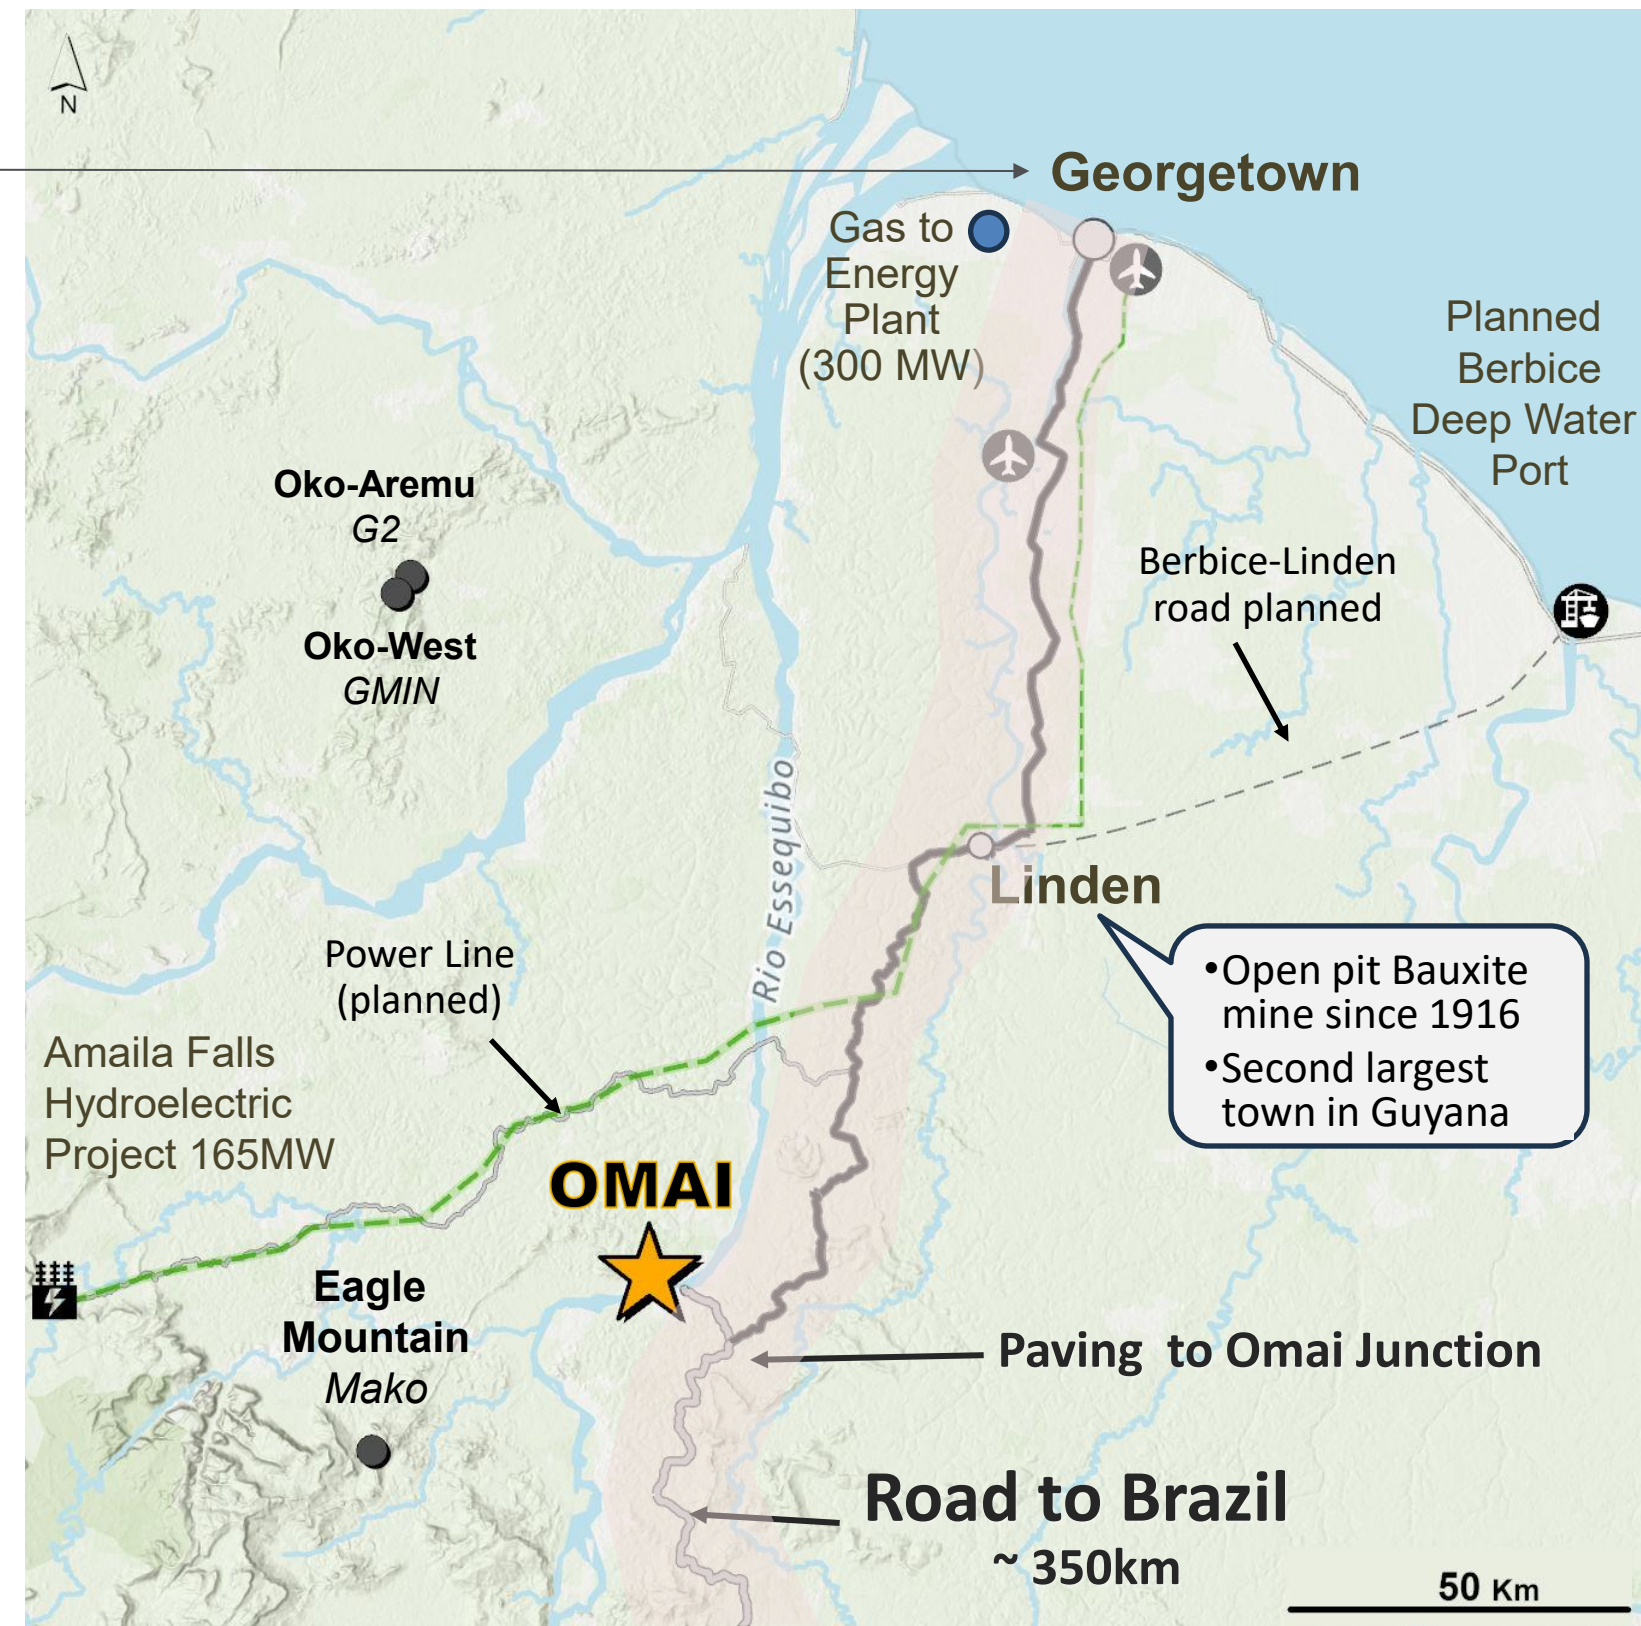 N
Georgetown
Gas to
Energy
Plant
(300 MW)
Planned
Berbice
Deep Water
Port
Oko-Aremu
G2
Oko-West
GMIN
Berbice-Linden
road planned
Rio Essequibo
Linden
•Open pit Bauxite
mine since 1916
•Second largest
town in Guyana
Power Line
(planned)
Amaila Falls
Hydroelectric
Project 165MW
OMAI
Eagle
Mountain
Mako
Paving to Omai Junction
Road to Brazil
~ 350km
50 Km